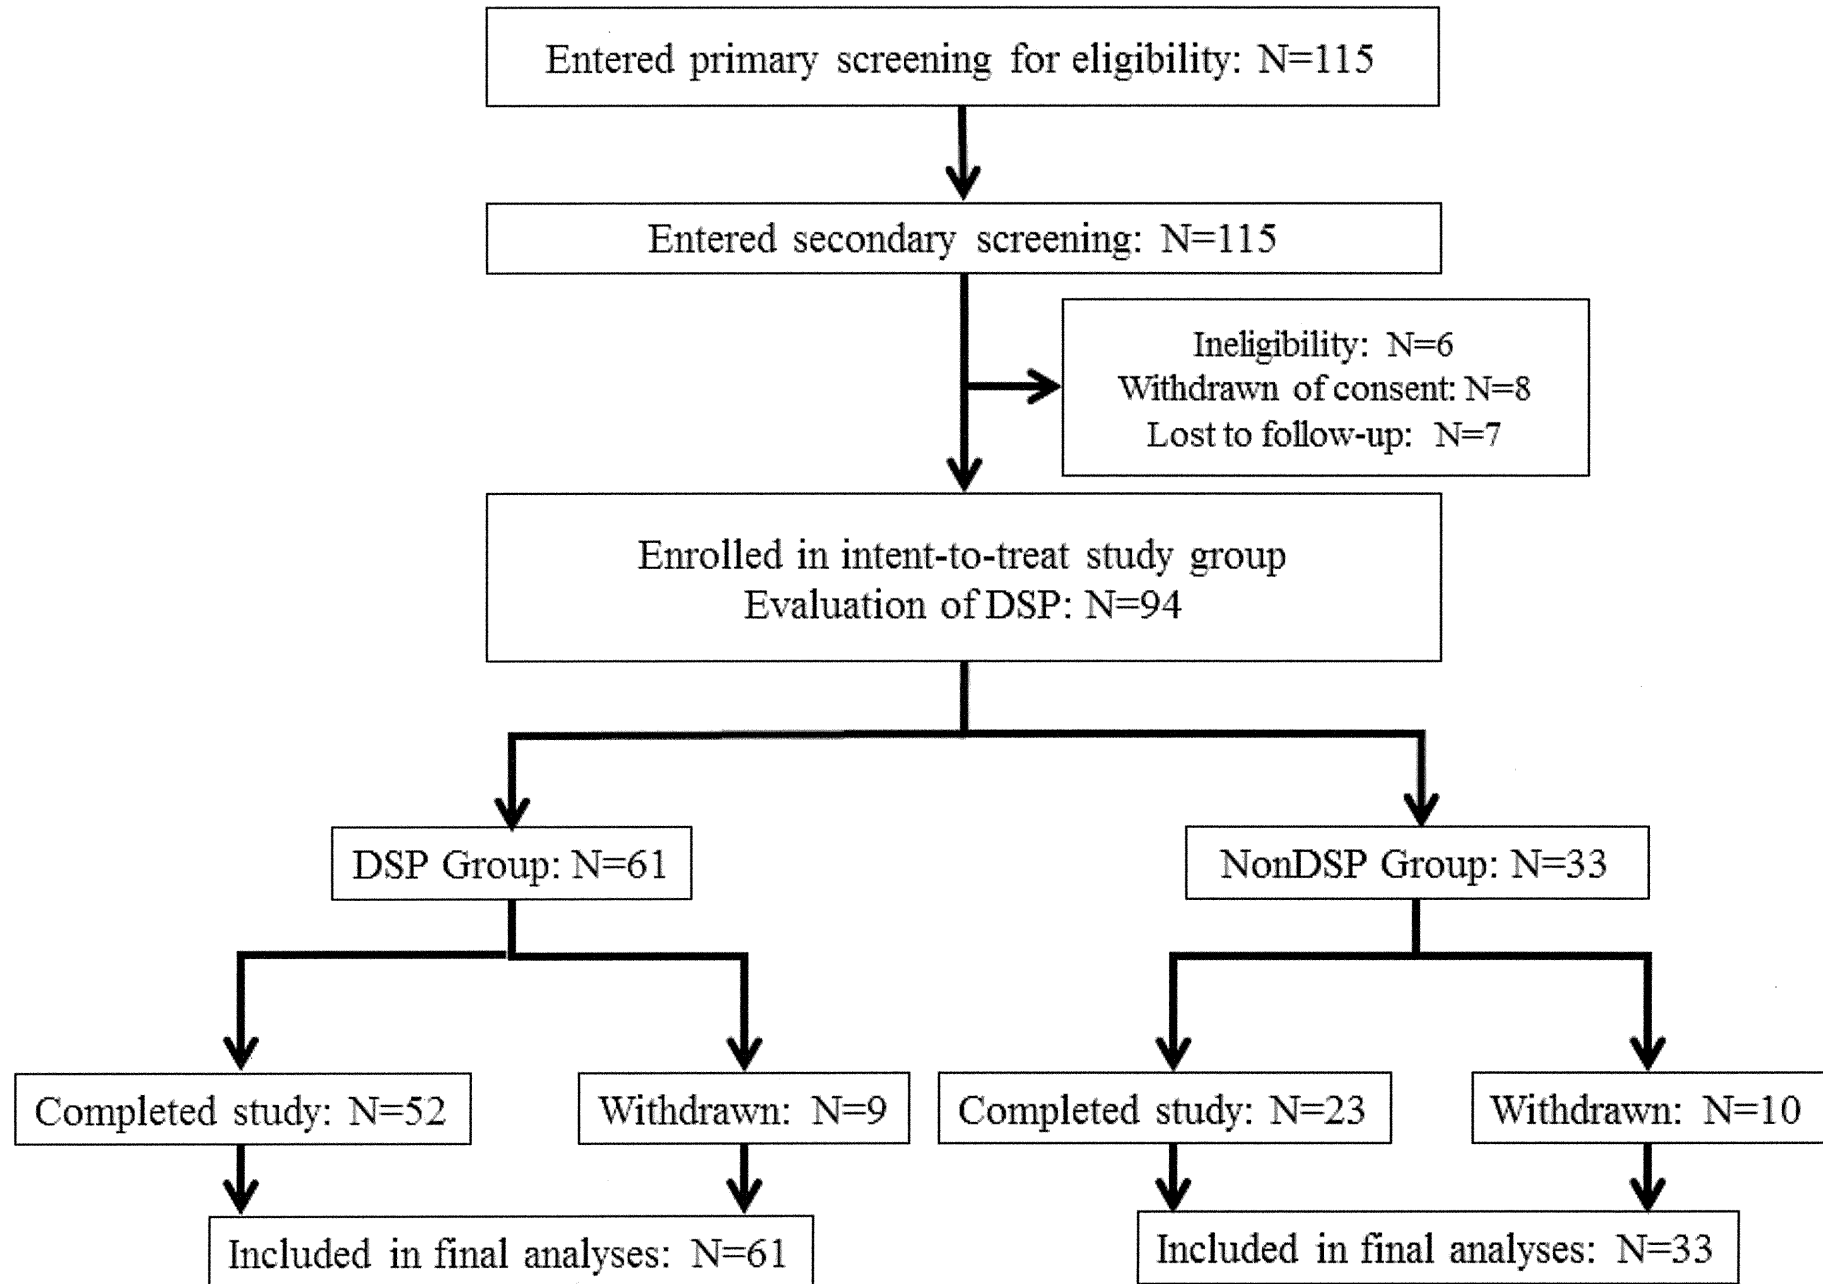 Entered primary screening for eligibility: N=115
Entered secondary screening: N=115
Ineligibility: N=6
Withdrawn of consent: N=8
Lost to follow-up: N=7
Enrolled in intent-to-treat study group
Evaluation of DSP: N=94
DSP Group: N=61
NonDSP Group: N=33
Completed study: N=52
Withdrawn: N=9
Completed study: N=23
Withdrawn: N=10
Included in final analyses: N=61
Included in final analyses: N=33